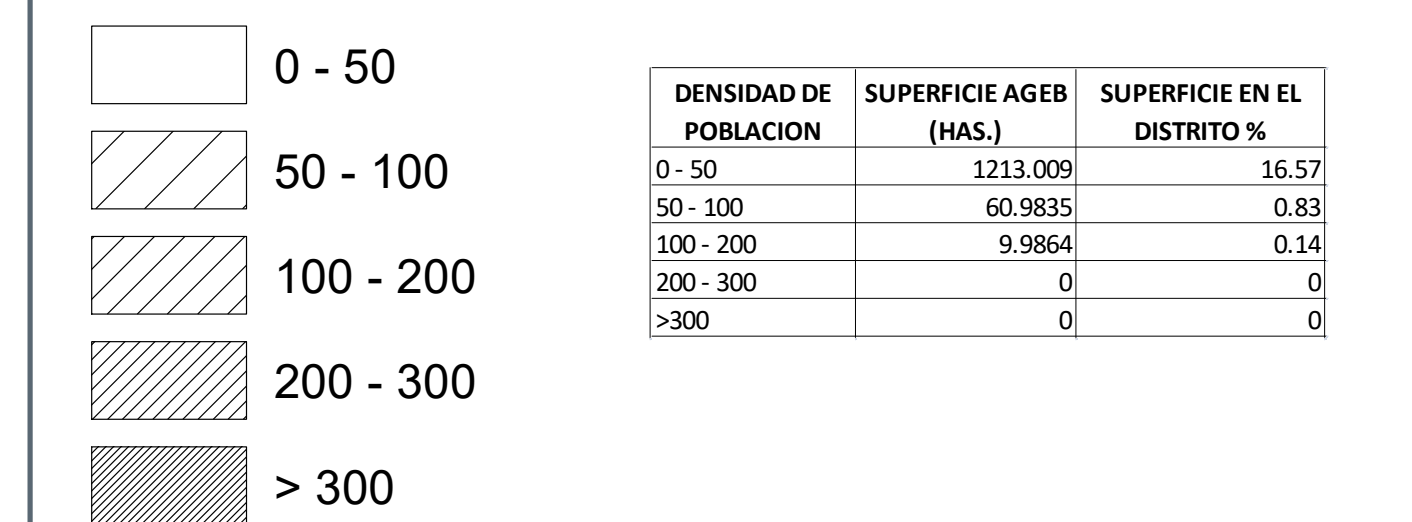 0 - 50
50 - 100
100 - 200
200 - 300
> 300
DENSIDAD DE POBLACION SUPERFICIE AGEB (HAS.) SUPERFICIE EN EL DISTRITO %
0 - 50 1213.009 16.57
50 - 100 60.9835 0.83
100 - 200 9.9864 0.14
200 - 300 0 0
>300 0 0